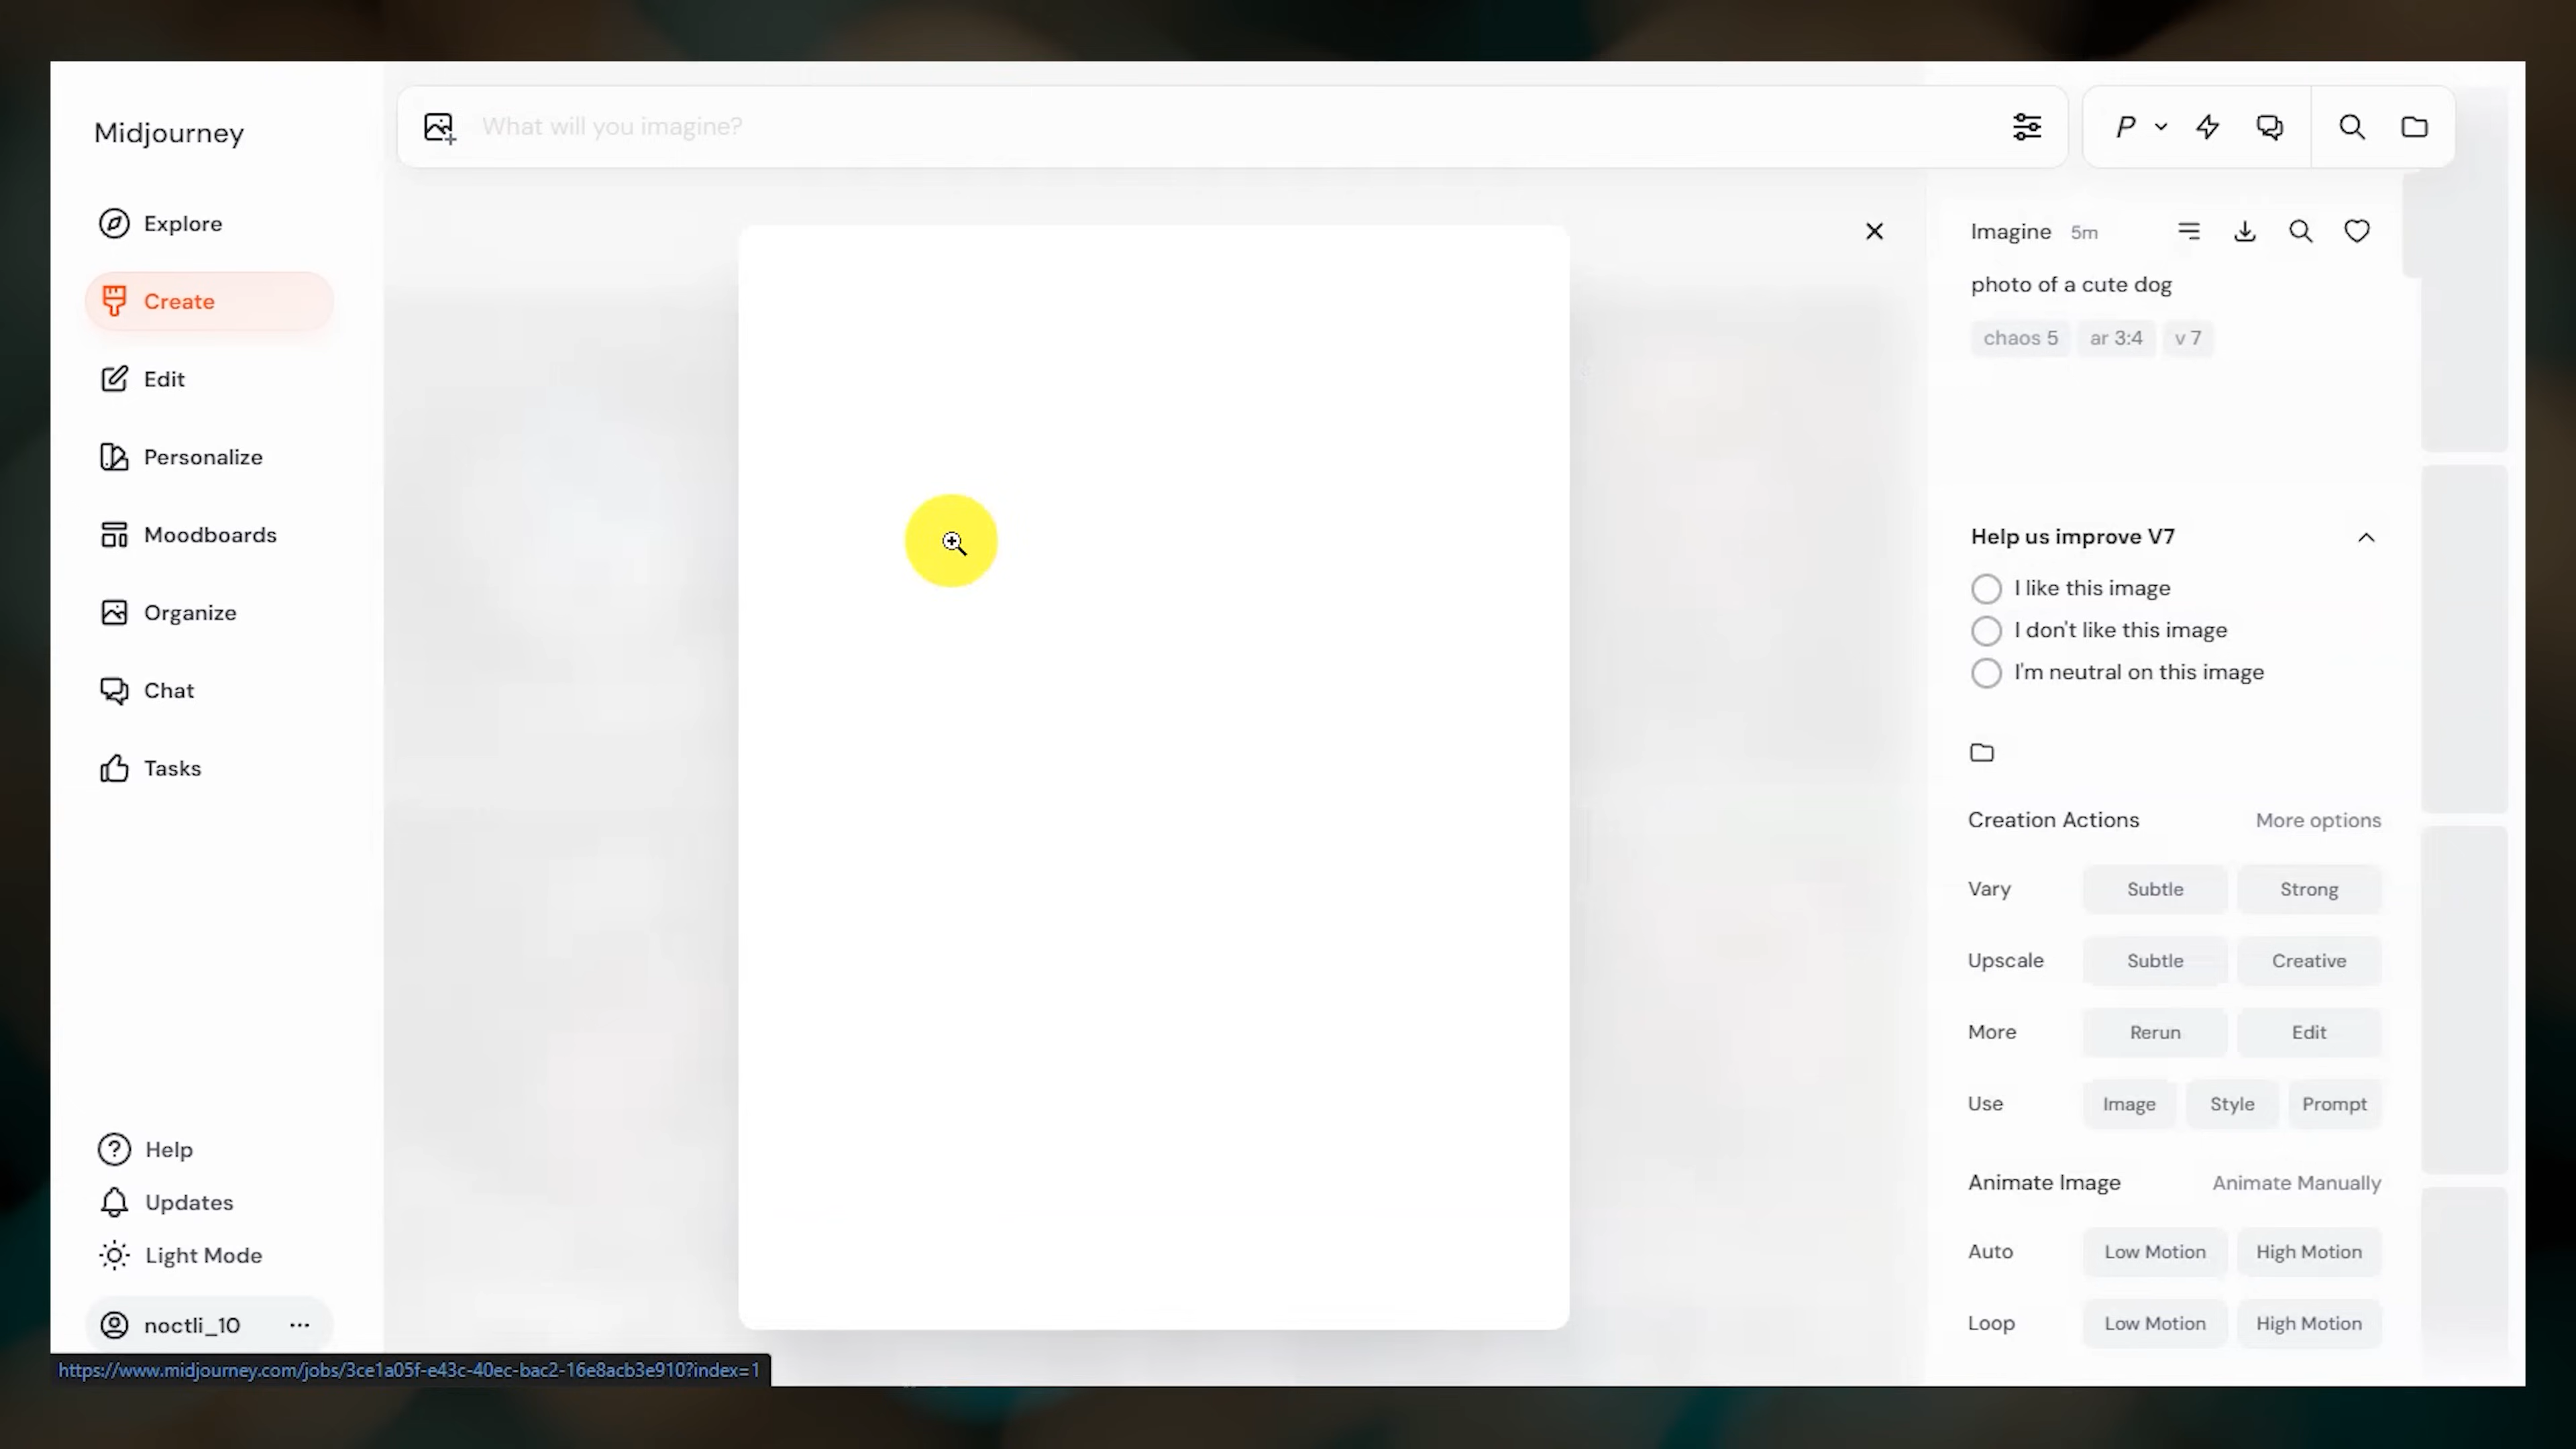 Midjourney
What will you imagine?
P
Explore
Create
Edit
Personalize
Moodboards
Organize
Chat
Tasks
Help
Updates
Light Mode
noctli_10 ...
https://www.midjourney.com/jobs/3ce1a05f-e43c-40ec-bac2-16e8acb3e910?index=1
Imagine 5m
photo of a cute dog
chaos 5 ar 3:4 v 7
Help us improve V7
I like this image
I don't like this image
I'm neutral on this image
Creation Actions More options
Vary Subtle Strong
Upscale Subtle Creative
More Rerun Edit
Use Image Style Prompt
Animate Image Animate Manually
Auto Low Motion High Motion
Loop Low Motion High Motion